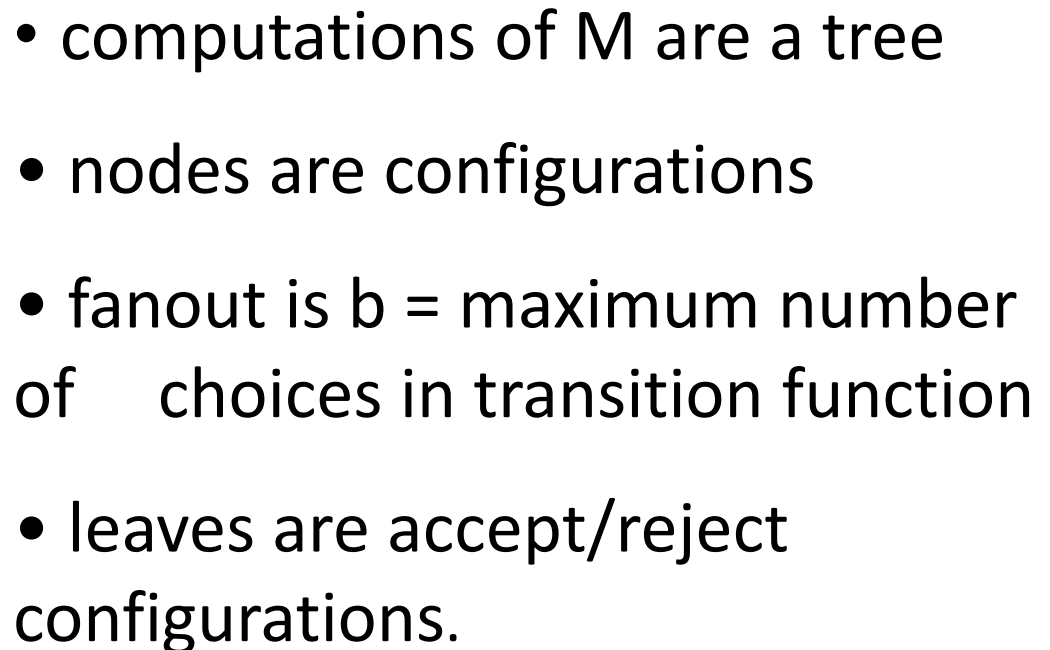 • computations of M are a tree
• nodes are configurations
• fanout is b = maximum number
of choices in transition function
• leaves are accept/reject
configurations.